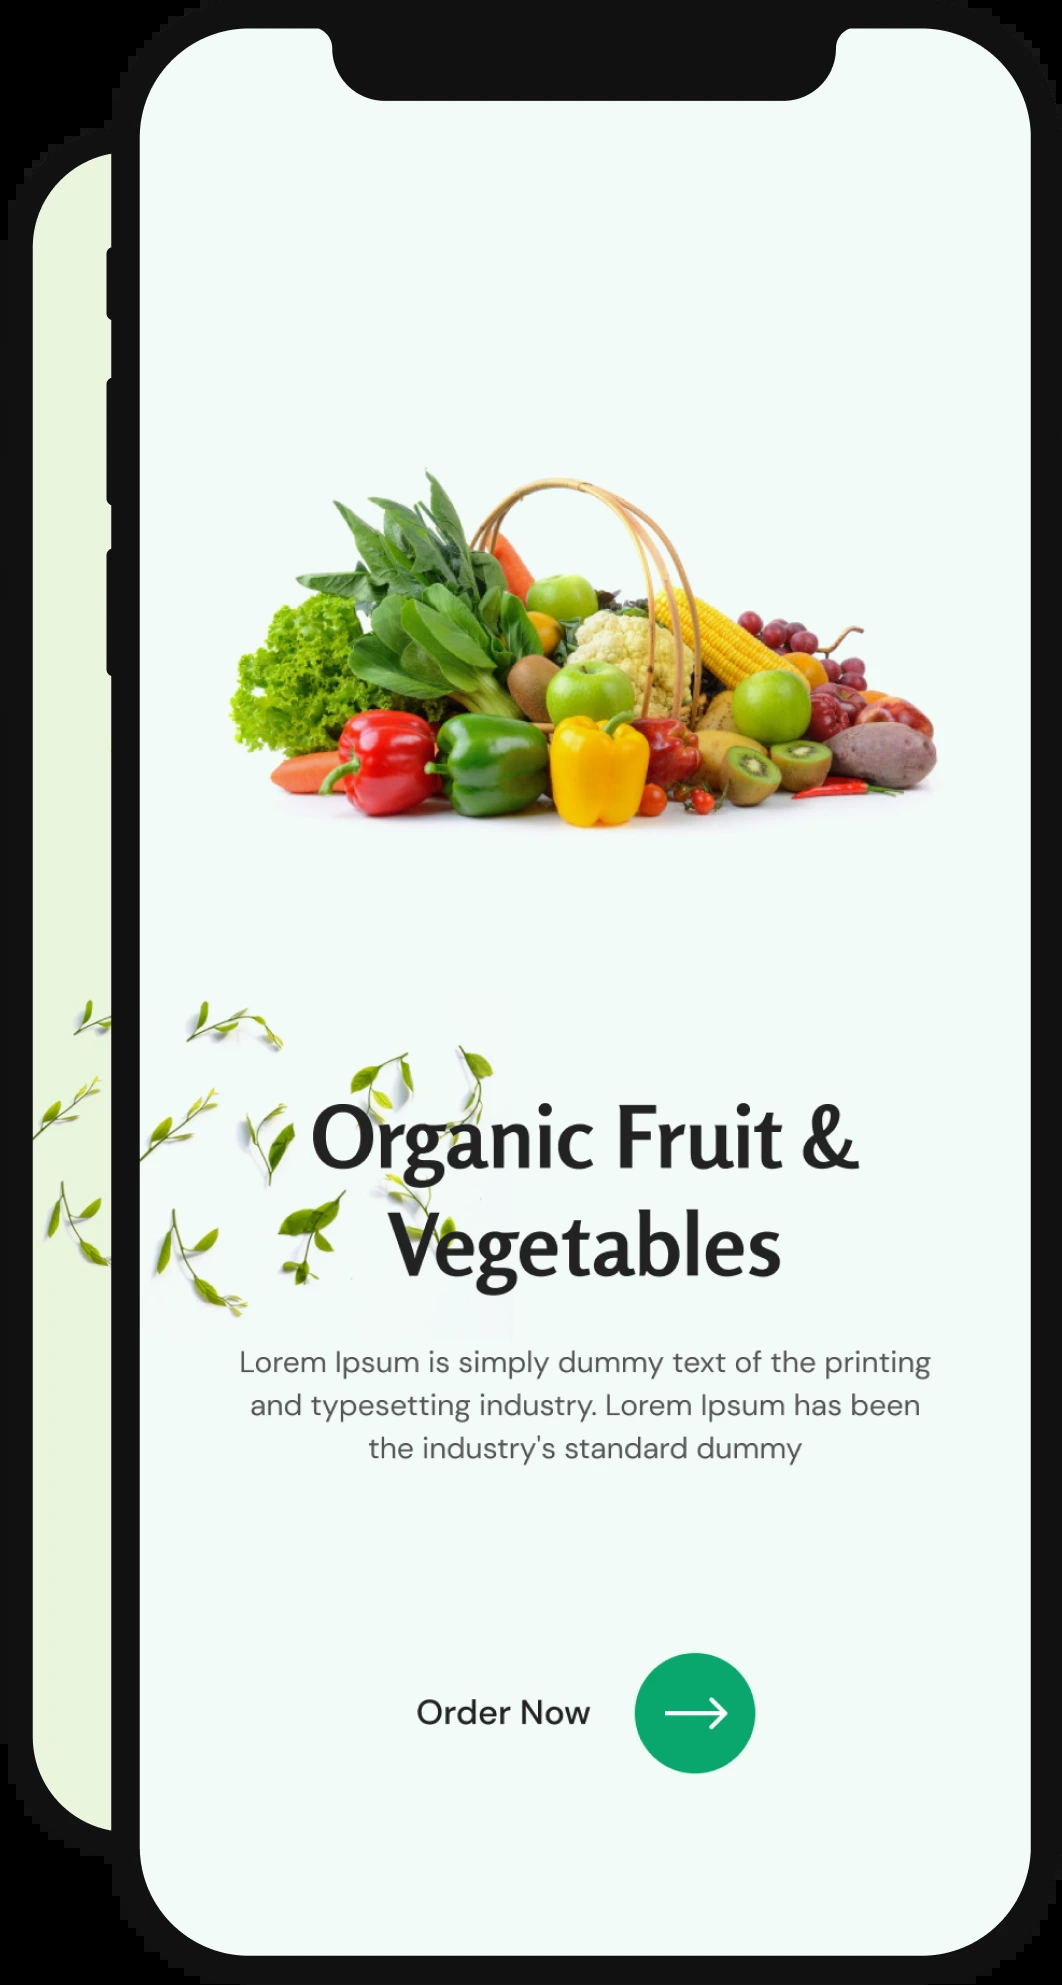 Organic Fruit &
Vegetables
Lorem Ipsum is simply dummy text of the printing
and typesetting industry. Lorem Ipsum has been
the industry's standard dummy
Order Now